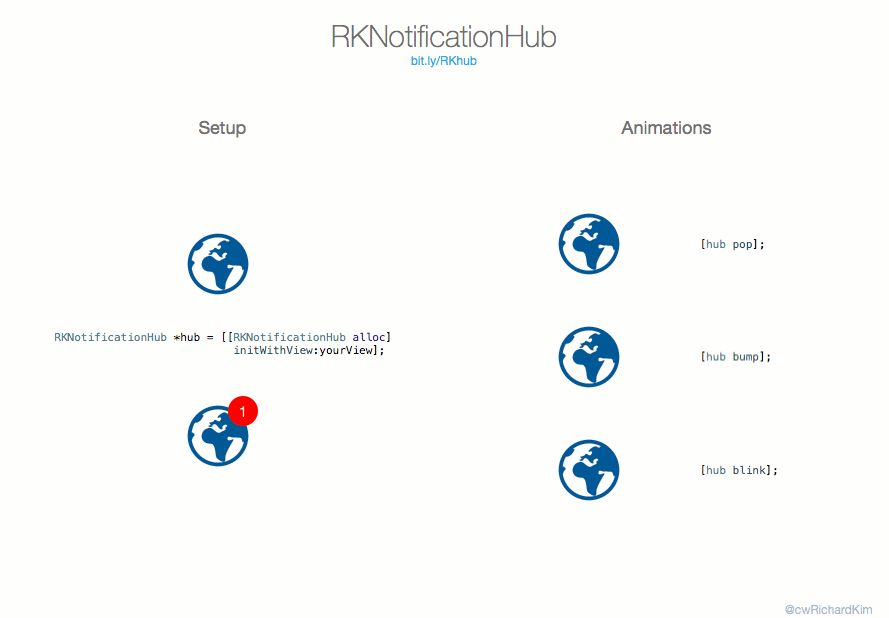 RKNotificationHub
bit.ly/RKhub
Setup
RKNotificationHub *hub = [[RKNotificationHub alloc]
initWithView:yourView];
1
Animations
[hub pop];
[hub bump];
[hub blink];
@cwRichardKim